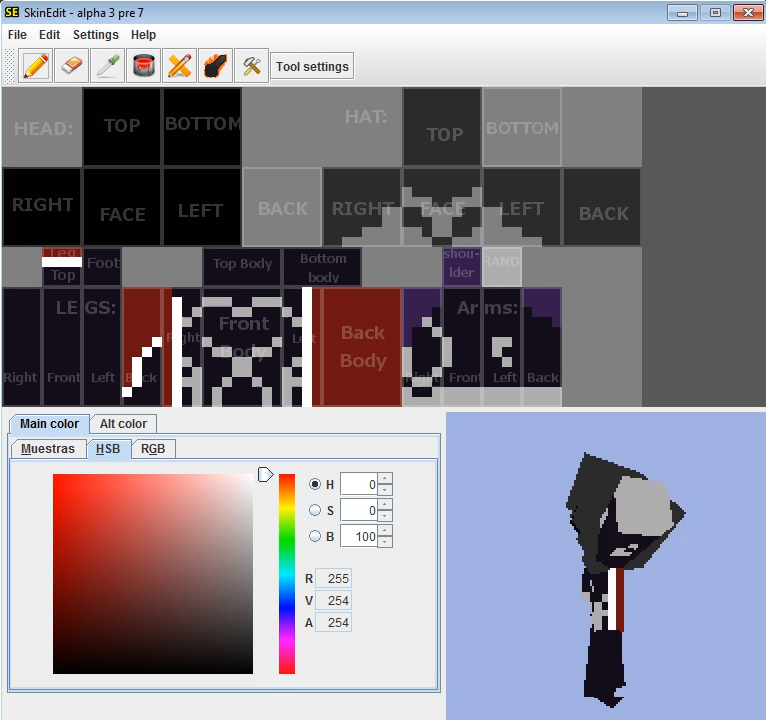 SE SkinEdit - alpha 3 pre 7
File Edit Settings Help
Tool settings
HEAD: TOP BOTTOM HAT: TOP BOTTOM
RIGHT FACE LEFT BACK RIGHT FACE LEFT BACK
Leg
Top
Foot
Top Body
Bottom
body
shou-
lder
HAND
LEGS:
Right Front Left Back
Right
Front
Body
Left
Back
Body
Arms:
Right Front Left Back
Main color Alt color
Muestras HSB RGB
H 0
S 0
B 100
R 255
V 254
A 254